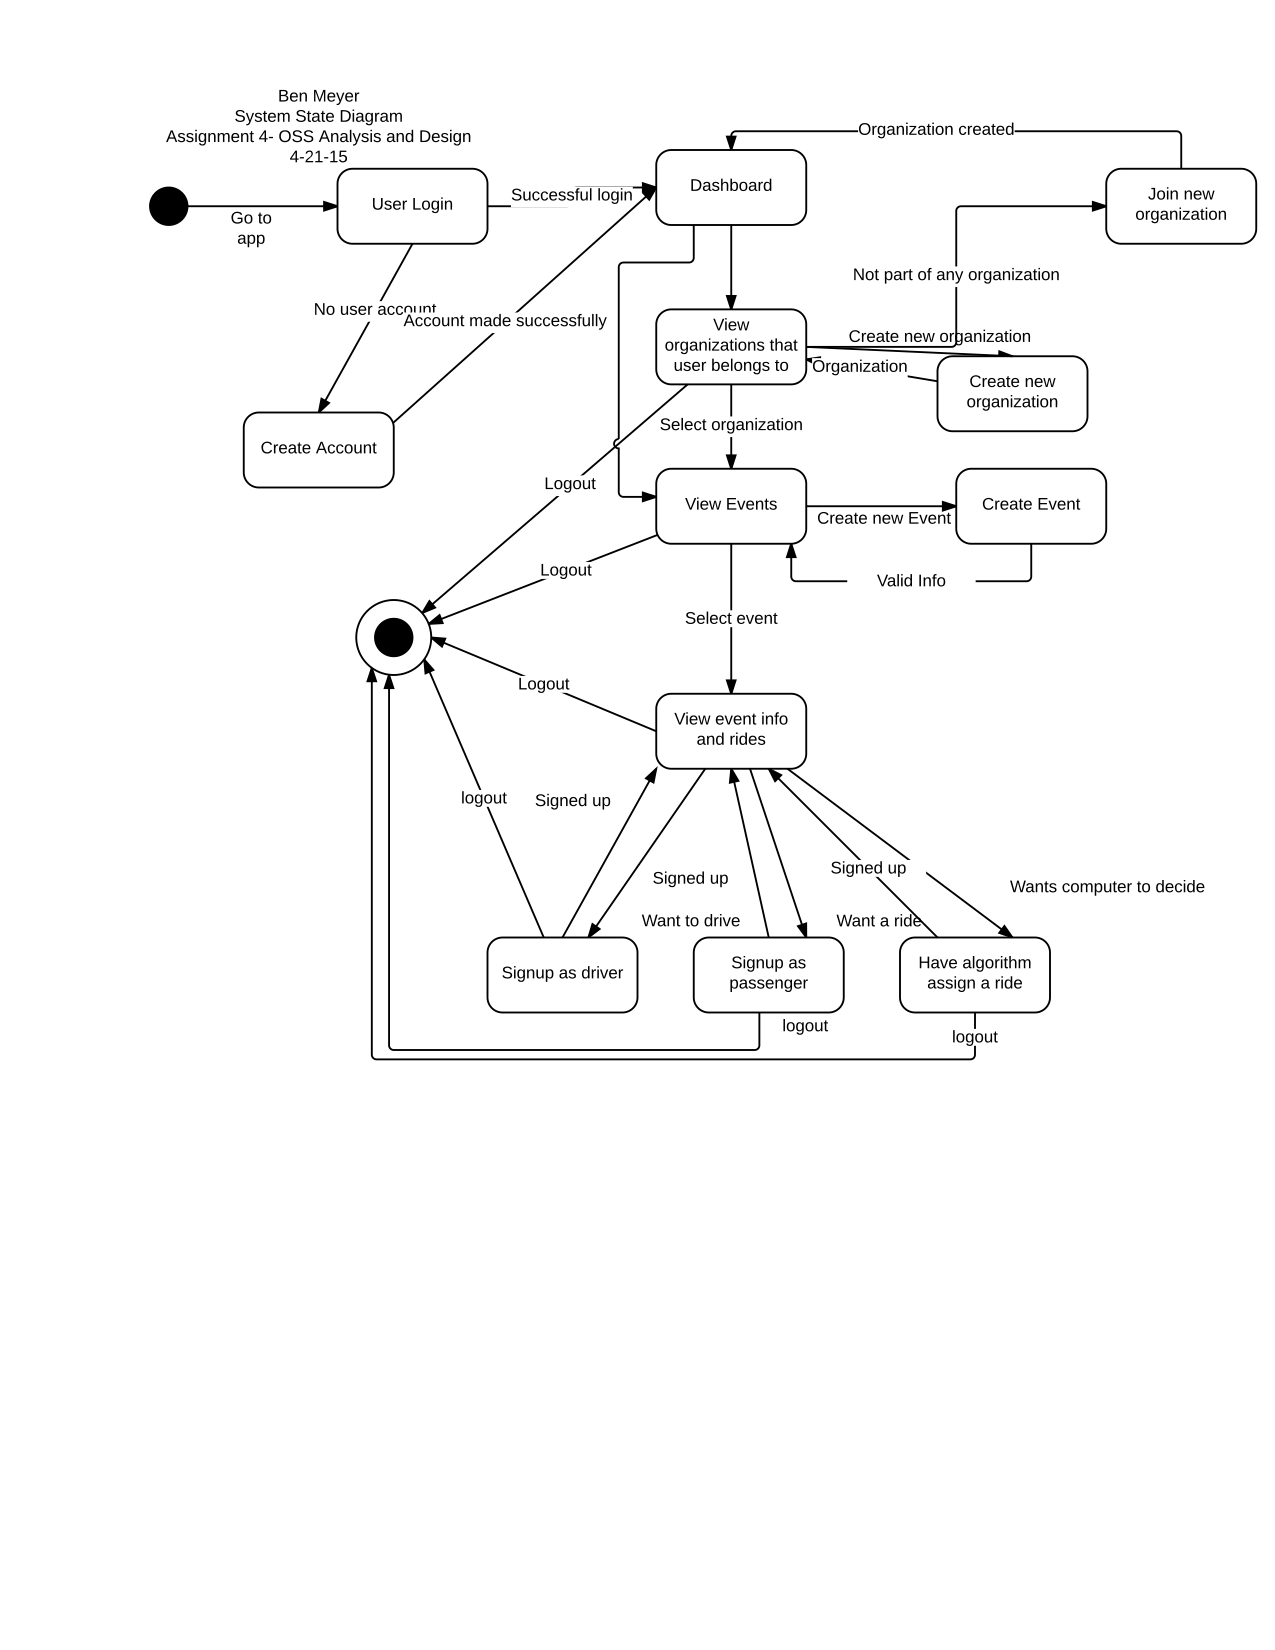 Ben Meyer
System State Diagram
Assignment 4- OSS Analysis and Design
4-21-15
Organization created
Dashboard
Join new
organization
User Login
Successful login
Go to
app
Not part of any organization
No user account
Account made successfully
View
organizations that
user belongs to
Create new organization
Organization
Create new
organization
Select organization
Create Account
Logout
View Events
Create new Event
Create Event
Logout
Valid Info
Select event
Logout
View event info
and rides
logout
Signed up
Signed up
Signed up
Wants computer to decide
Want to drive
Want a ride
Signup as driver
Signup as
passenger
Have algorithm
assign a ride
logout
logout